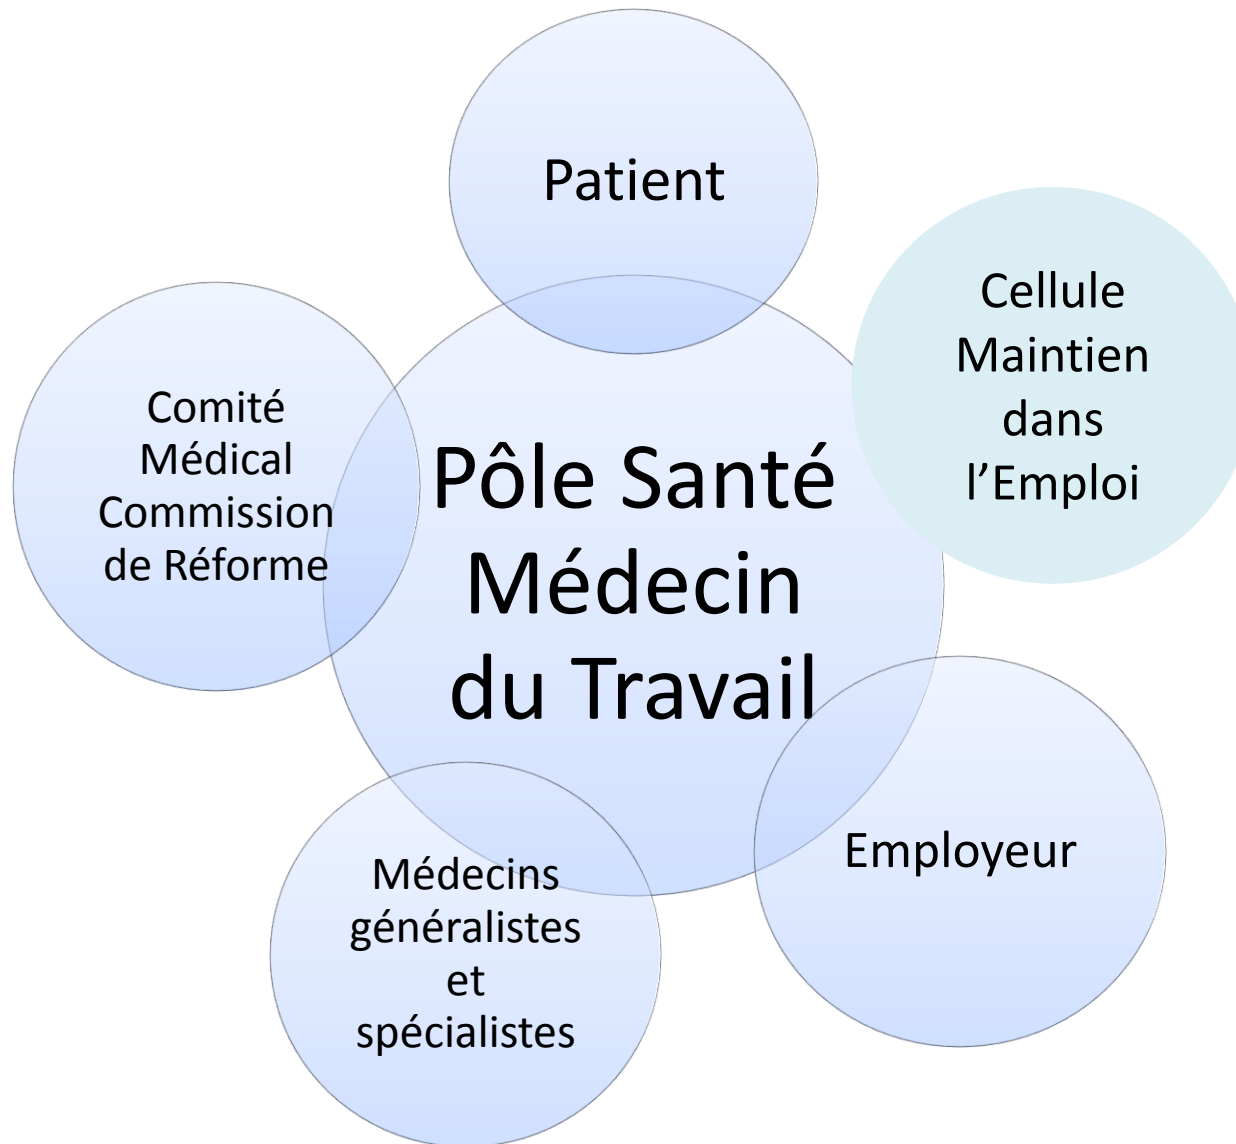 Patient
Cellule
Maintien
dans
l’Emploi
Comité
Médical
Commission
de Réforme
Pôle Santé
Médecin
du Travail
Employeur
Médecins
généralistes
et
spécialistes